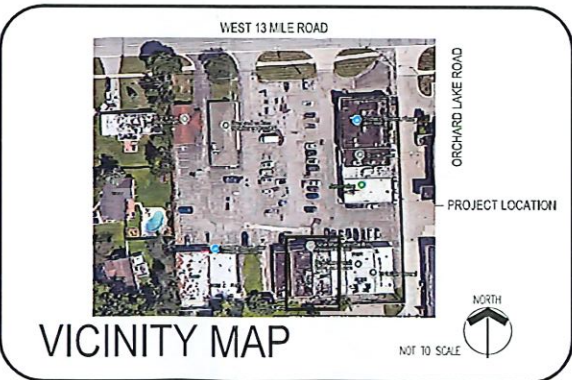 WEST 13 MILE ROAD
ORCHARD LAKE ROAD
PROJECT LOCATION
VICINITY MAP
NOT TO SCALE
NORTH